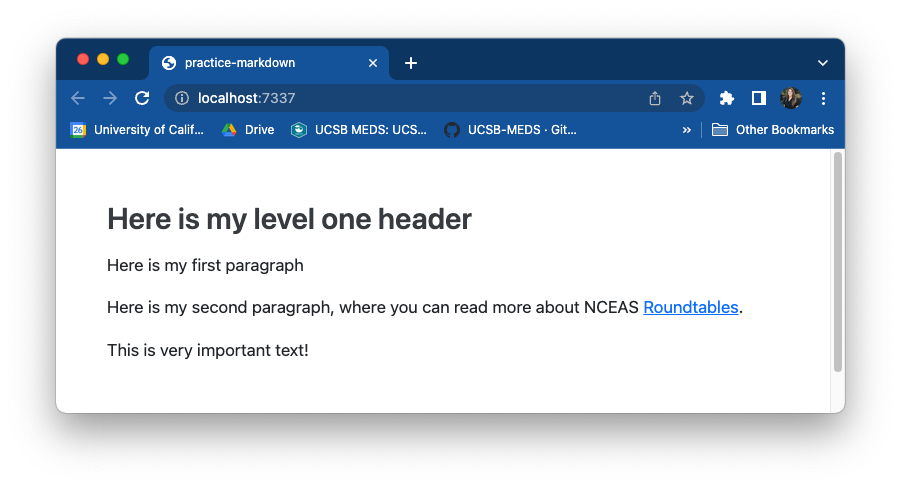 practice-markdown
localhost:7337
26 University of Calif... Drive UCSB MEDS: UCS... UCSB-MEDS · Git... » Other Bookmarks
Here is my level one header
Here is my first paragraph
Here is my second paragraph, where you can read more about NCEAS Roundtables.
This is very important text!